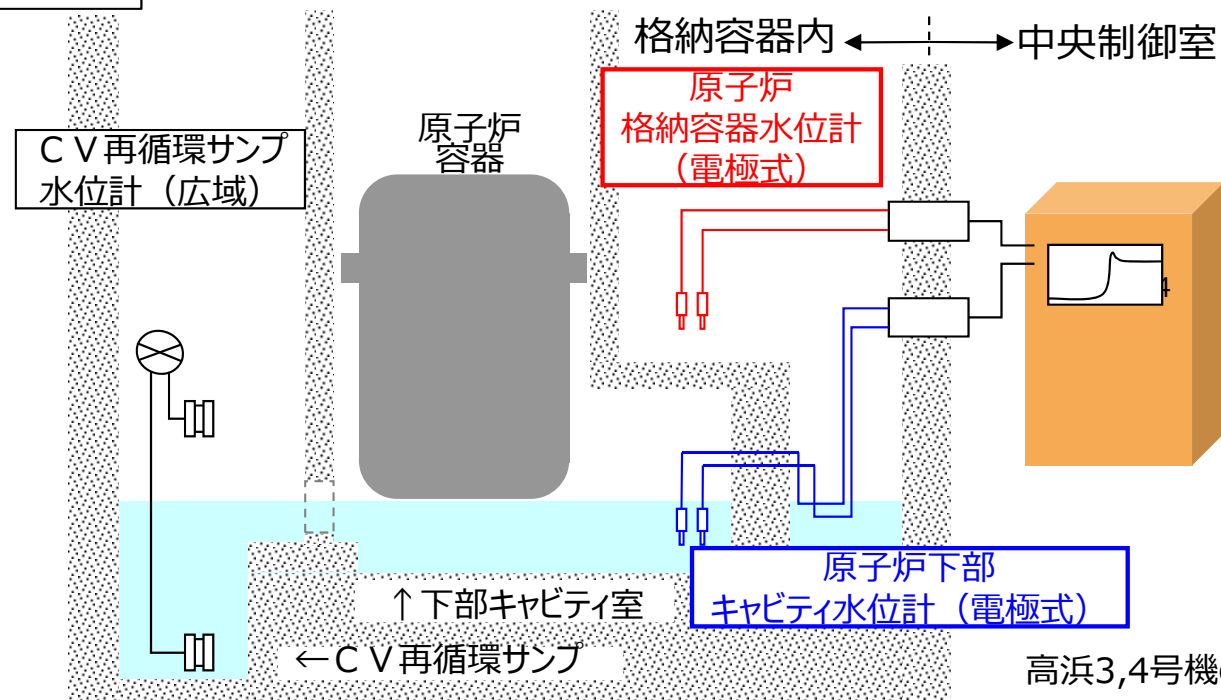 格納容器内
中央制御室
原子炉
格納容器水位計
（電極式）
ＣＶ再循環サンプ
水位計（広域）
原子炉
容器
4
原子炉下部
キャビティ水位計（電極式）
↑下部キャビティ室
←ＣＶ再循環サンプ
高浜3,4号機